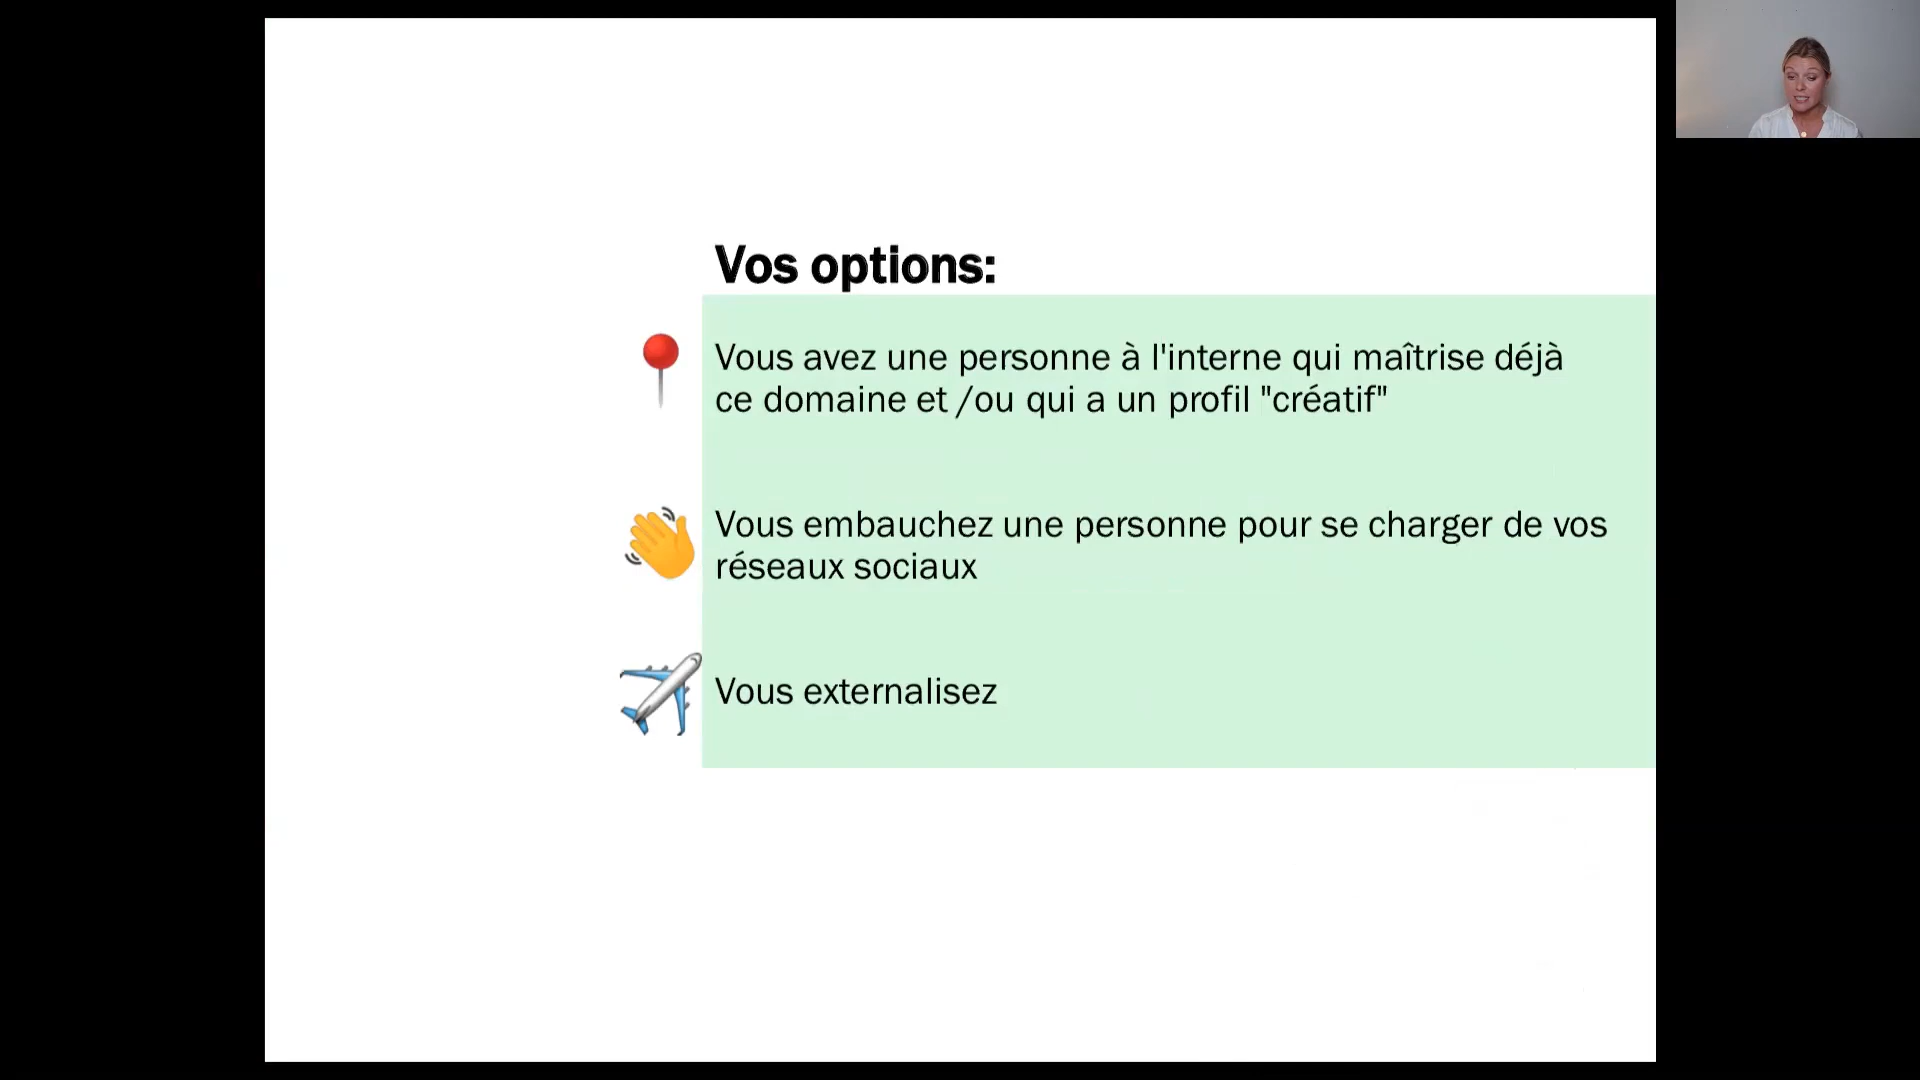 Vos options:
Vous avez une personne à l'interne qui maîtrise déjà
ce domaine et /ou qui a un profil "créatif"
Vous embauchez une personne pour se charger de vos
réseaux sociaux
Vous externalisez